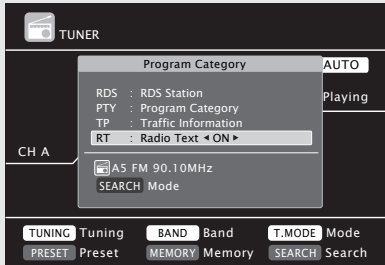 TUNER
Program Category
AUTO
RDS : RDS Station
Playing
PTY : Program Category
TP : Traffic Information
RT : Radio Text ◄ ON ►
CH A
A5 FM 90.10MHz
SEARCH Mode
TUNING Tuning BAND Band T.MODE Mode
PRESET Preset MEMORY Memory SEARCH Search